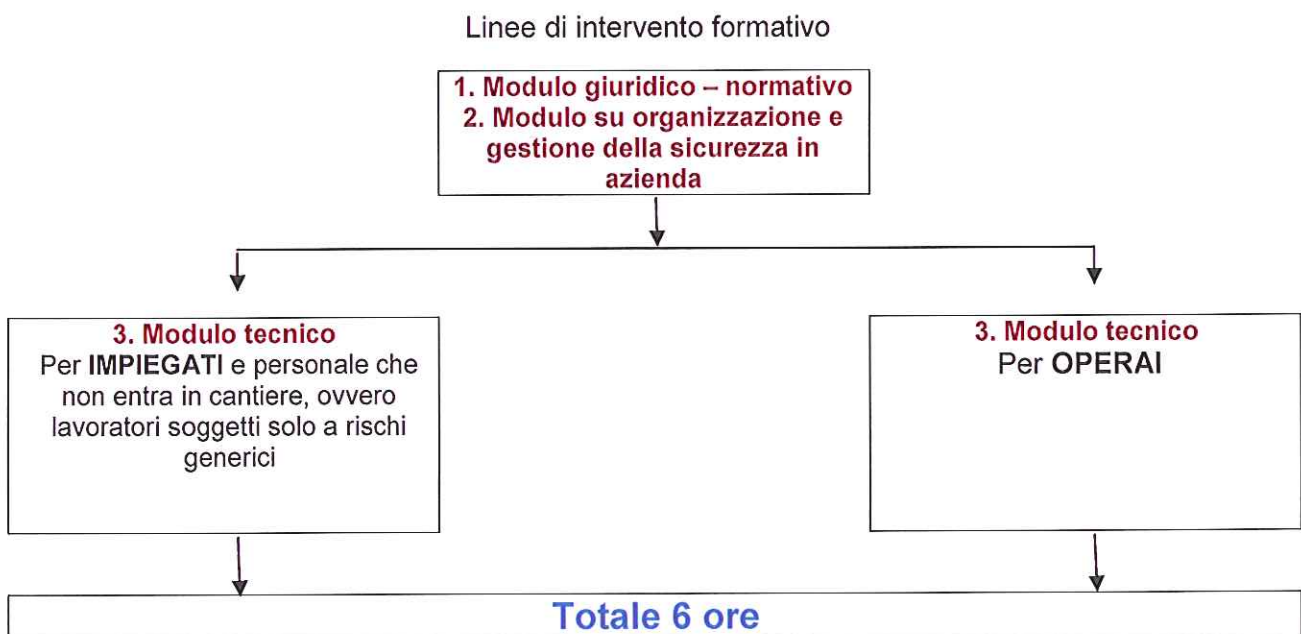 Linee di intervento formativo
1. Modulo giuridico – normativo
2. Modulo su organizzazione e
gestione della sicurezza in
azienda
3. Modulo tecnico
Per IMPIEGATI e personale che
non entra in cantiere, ovvero
lavoratori soggetti solo a rischi
generici
3. Modulo tecnico
Per OPERAI
Totale 6 ore